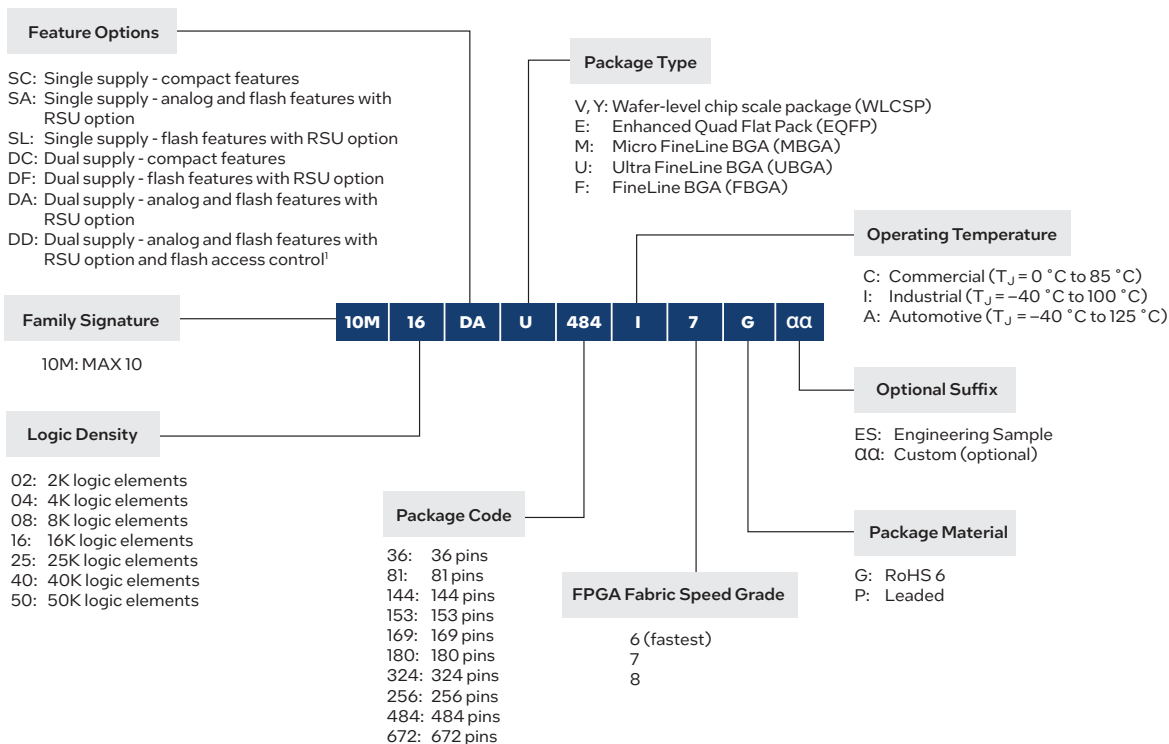 Feature Options
SC: Single supply - compact features
SA: Single supply - analog and flash features with
RSU option
SL: Single supply - flash features with RSU option
DC: Dual supply - compact features
DF: Dual supply - flash features with RSU option
DA: Dual supply - analog and flash features with
RSU option
DD: Dual supply - analog and flash features with
RSU option and flash access control¹
Package Type
V, Y: Wafer-level chip scale package (WLCSP)
E: Enhanced Quad Flat Pack (EQFP)
M: Micro FineLine BGA (MBGA)
U: Ultra FineLine BGA (UBGA)
F: FineLine BGA (FBGA)
Operating Temperature
C: Commercial (TJ = 0 °C to 85 °C)
I: Industrial (TJ = –40 °C to 100 °C)
A: Automotive (TJ = –40 °C to 125 °C)
Family Signature
10M: MAX 10
10M 16 DA U 484 I 7 G αα
Optional Suffix
ES: Engineering Sample
αα: Custom (optional)
Logic Density
02: 2K logic elements
04: 4K logic elements
08: 8K logic elements
16: 16K logic elements
25: 25K logic elements
40: 40K logic elements
50: 50K logic elements
Package Code
36: 36 pins
81: 81 pins
144: 144 pins
153: 153 pins
169: 169 pins
180: 180 pins
324: 324 pins
256: 256 pins
484: 484 pins
672: 672 pins
FPGA Fabric Speed Grade
6 (fastest)
7
8
Package Material
G: RoHS 6
P: Leaded